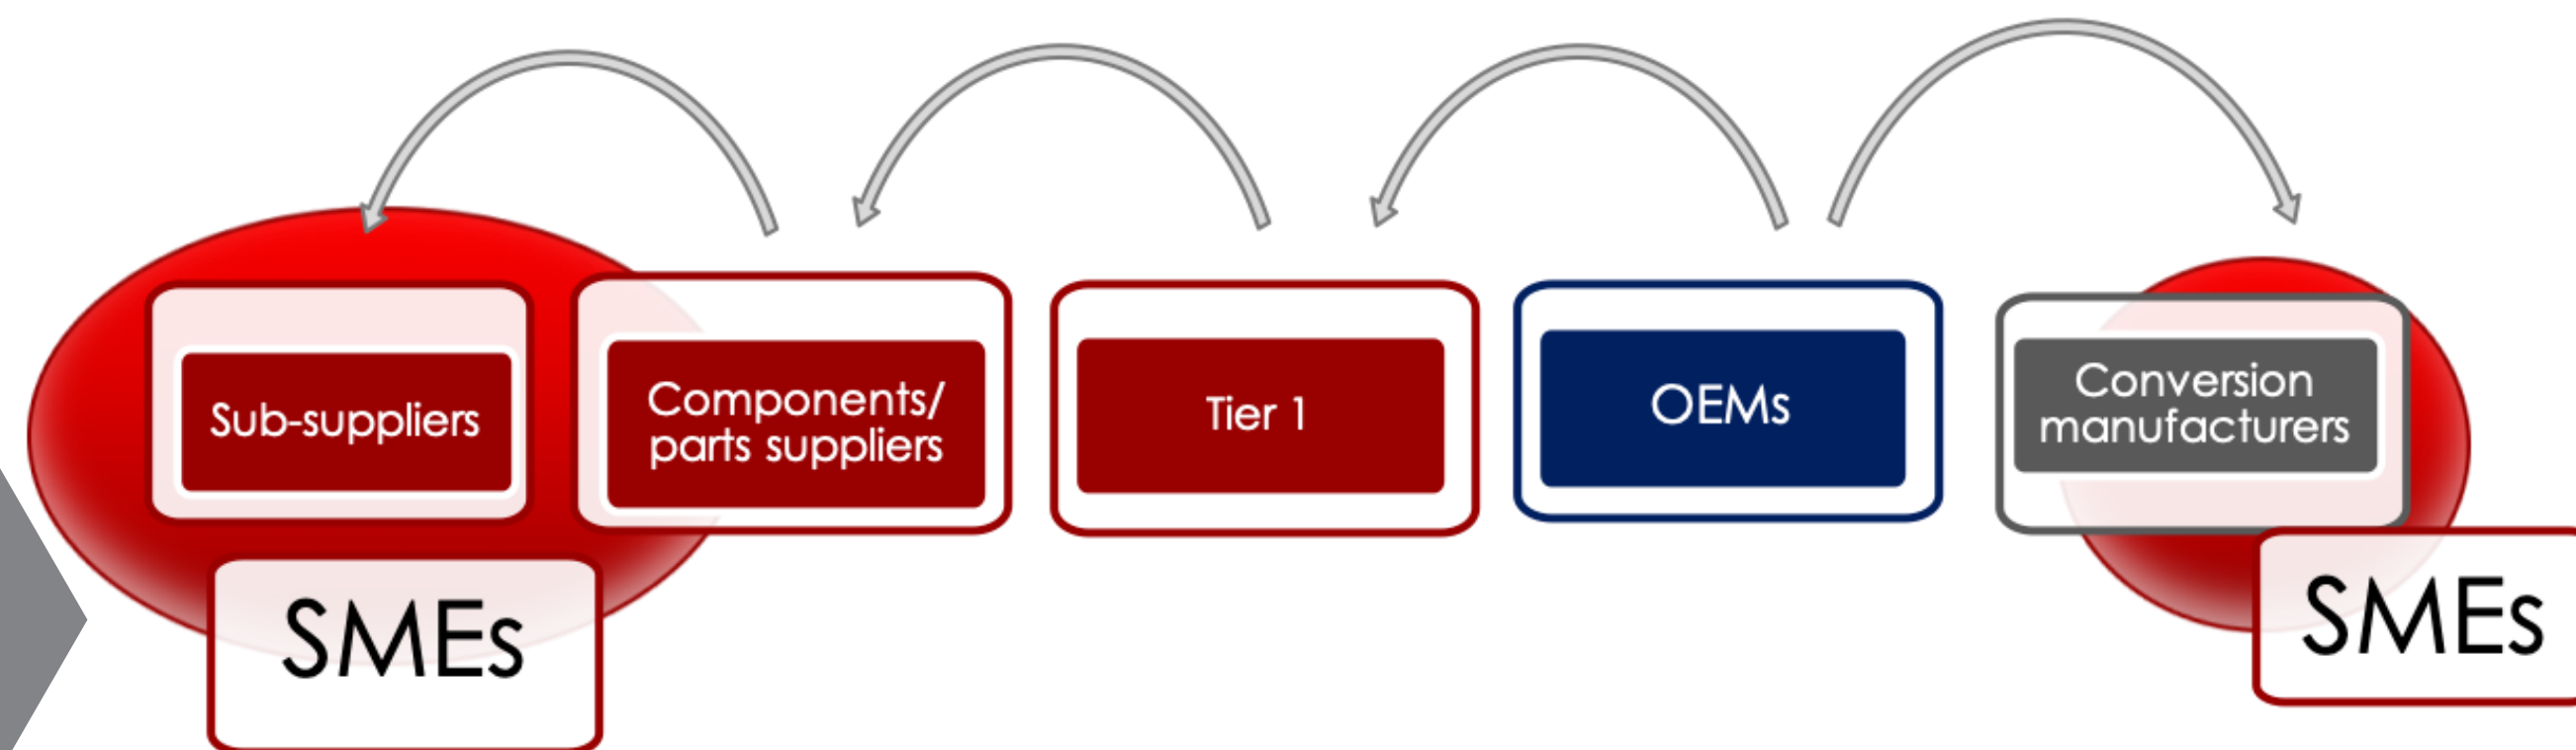 Sub-suppliers
Components/
parts suppliers
Tier 1
OEMs
Conversion
manufacturers
SMEs
SMEs